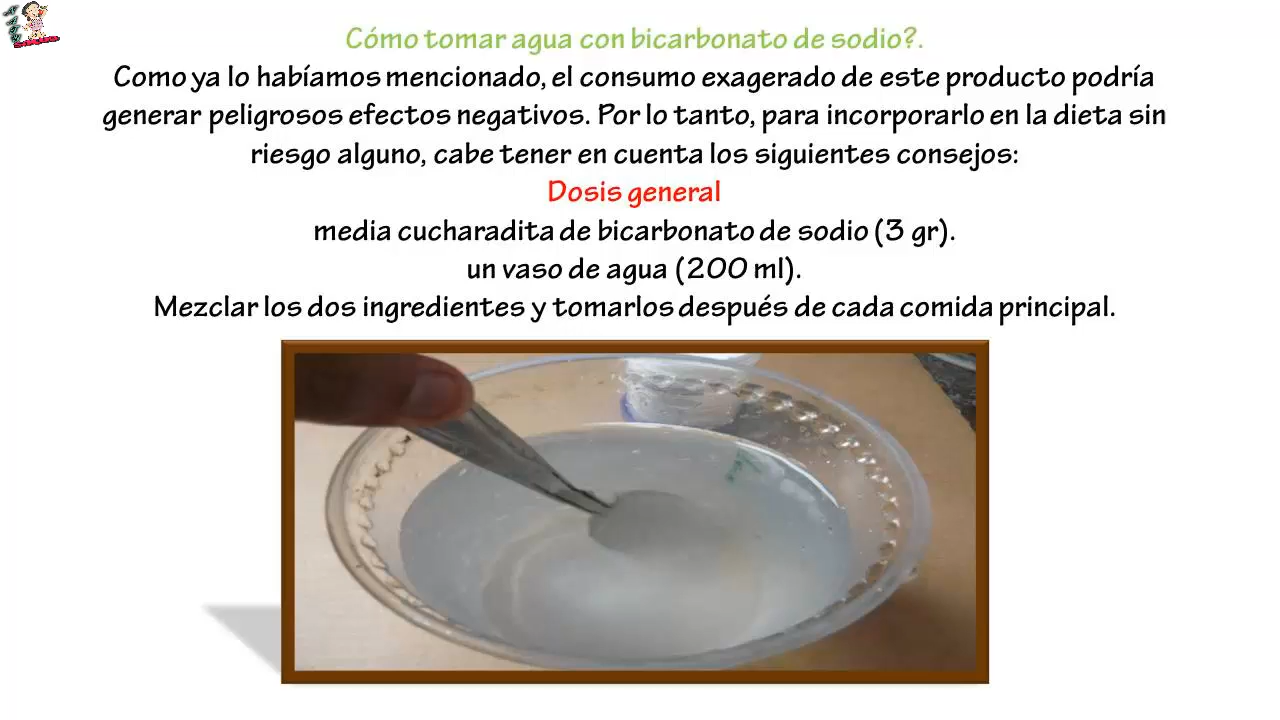 Cómo tomar agua con bicarbonato de sodio?.
Como ya lo habíamos mencionado, el consumo exagerado de este producto podría
generar peligrosos efectos negativos. Por lo tanto, para incorporarlo en la dieta sin
riesgo alguno, cabe tener en cuenta los siguientes consejos:
Dosis general
media cucharadita de bicarbonato de sodio (3 gr).
un vaso de agua (200 ml).
Mezclar los dos ingredientes y tomarlos después de cada comida principal.